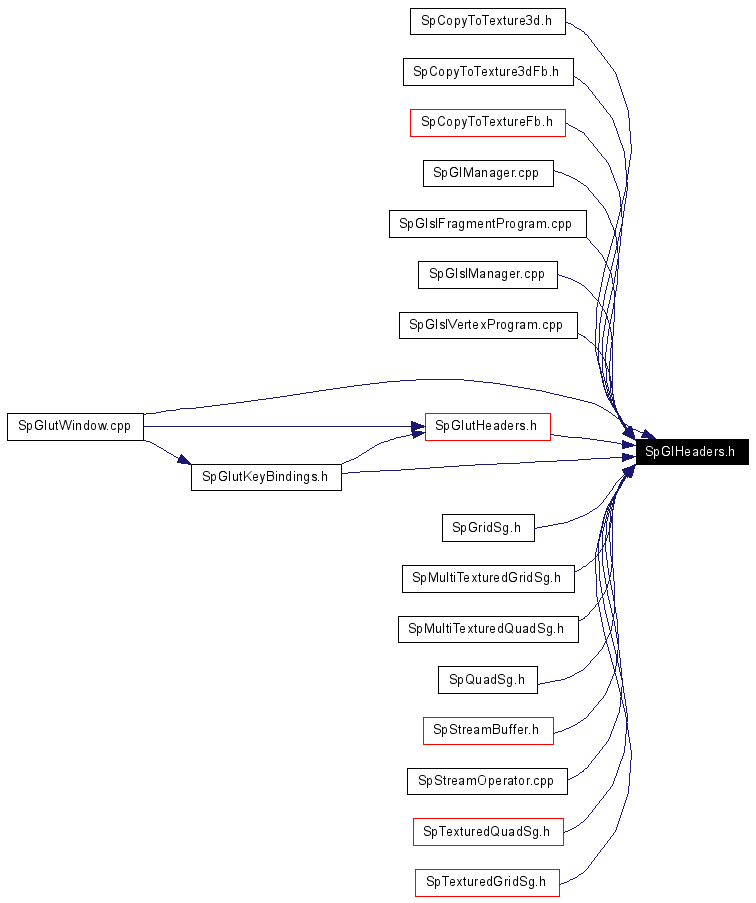 SpCopyToTexture3d.h
SpCopyToTexture3dFb.h
SpCopyToTextureFb.h
SpGlManager.cpp
SpGlslFragmentProgram.cpp
SpGlslManager.cpp
SpGlslVertexProgram.cpp
SpGlutWindow.cpp
SpGlutHeaders.h
SpGlHeaders.h
SpGlutKeyBindings.h
SpGridSg.h
SpMultiTexturedGridSg.h
SpMultiTexturedQuadSg.h
SpQuadSg.h
SpStreamBuffer.h
SpStreamOperator.cpp
SpTexturedQuadSg.h
SpTexturedGridSg.h